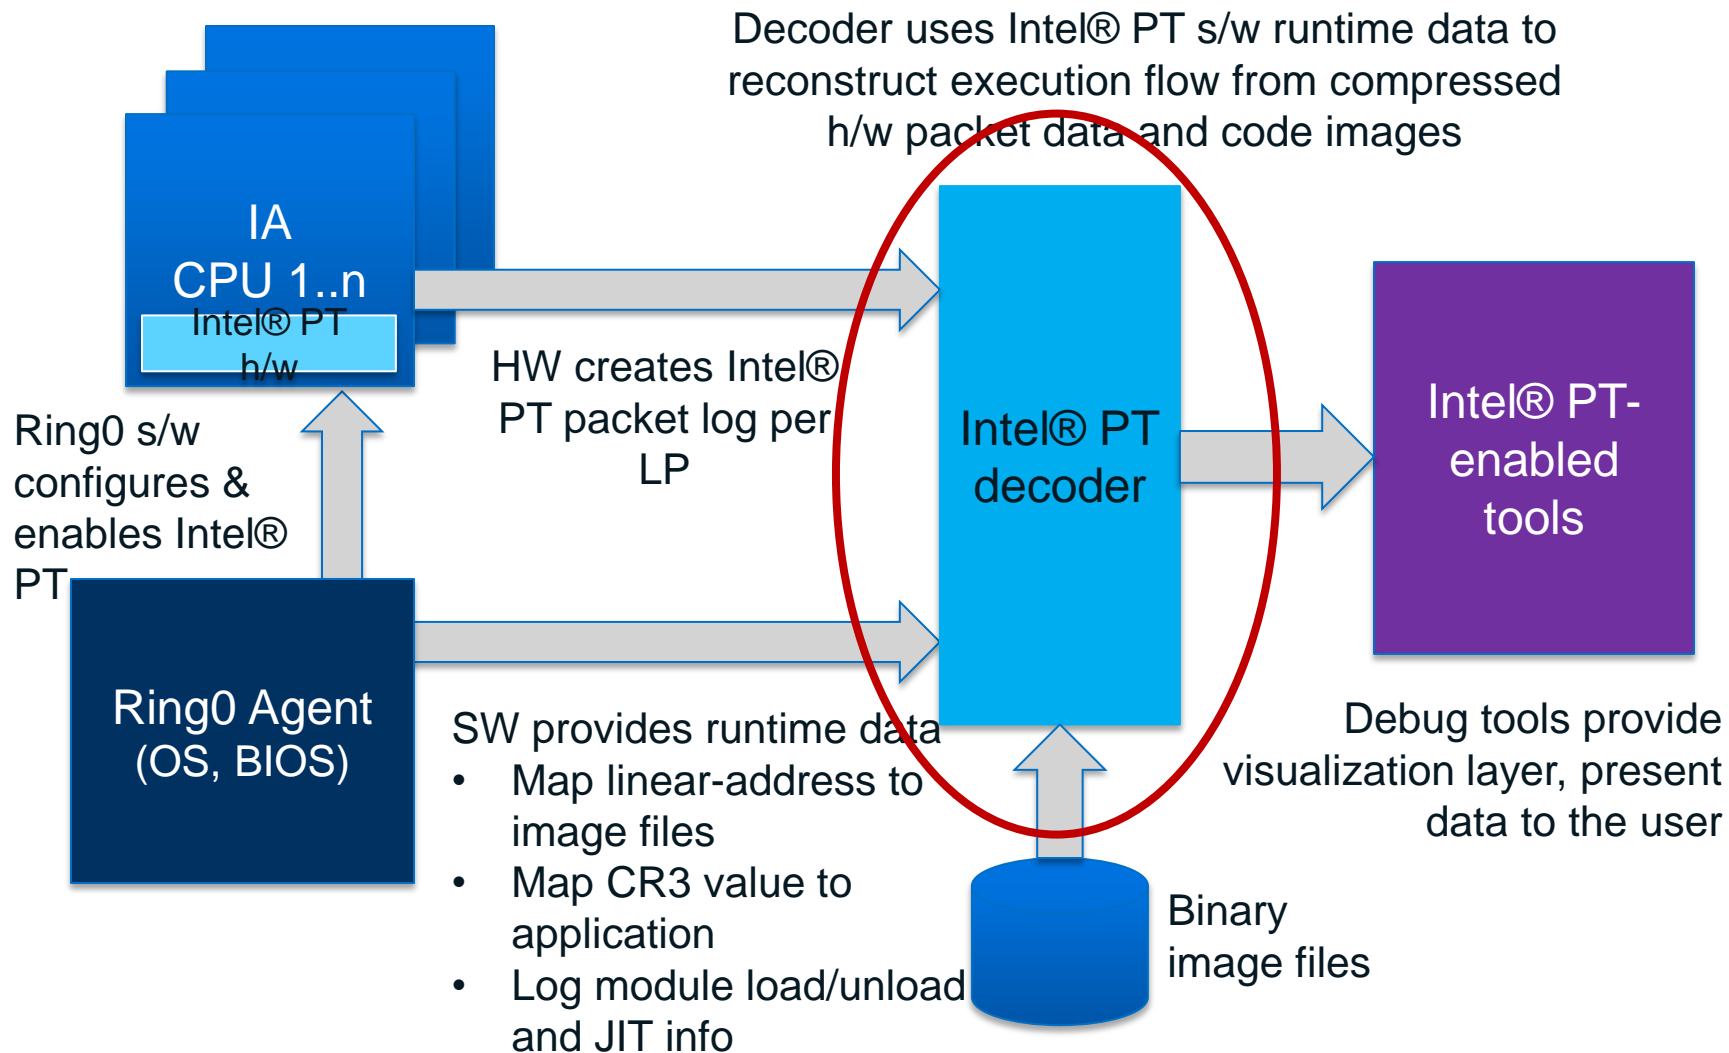 Decoder uses Intel® PT s/w runtime data to
reconstruct execution flow from compressed
h/w packet data and code images
IA
CPU 1..n
Intel® PT
h/w
HW creates Intel®
PT packet log per
LP
Ring0 s/w
configures &
enables Intel®
PT
Intel® PT
decoder
Intel® PT-
enabled
tools
Ring0 Agent
(OS, BIOS)
SW provides runtime data
• Map linear-address to
image files
• Map CR3 value to
application
• Log module load/unload
and JIT info
Debug tools provide
visualization layer, present
data to the user
Binary
image files